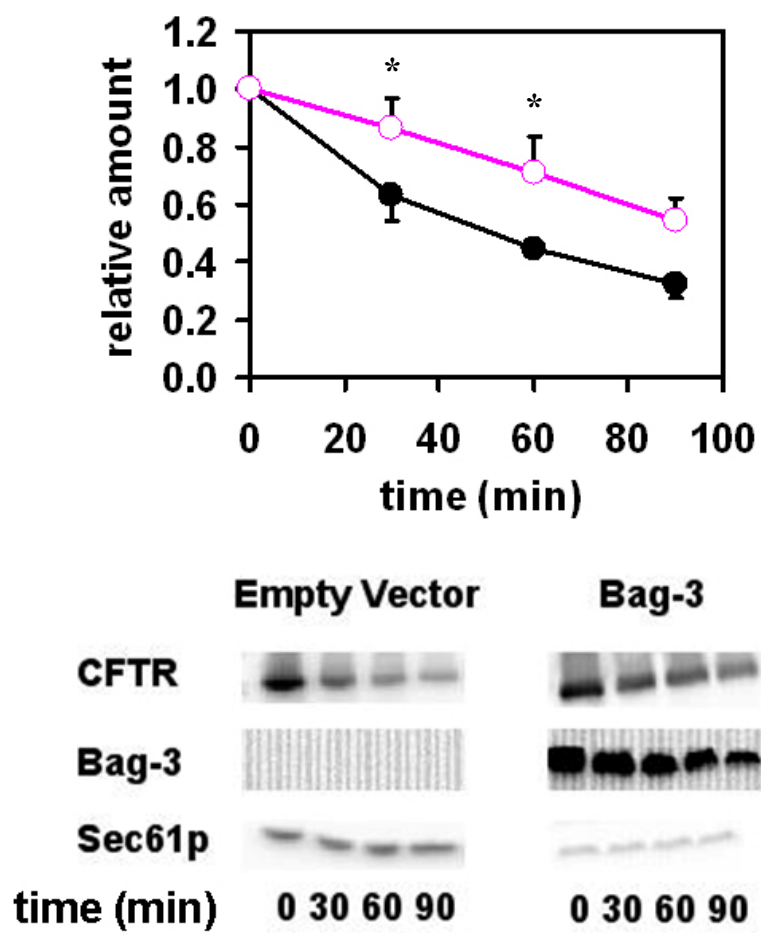 1.2
1.0
0.8
0.6
0.4
0.2
0.0
relative amount
*
*
0 20 40 60 80 100
time (min)
Empty Vector Bag-3
CFTR
Bag-3
Sec61p
time (min) 0 30 60 90 0 30 60 90